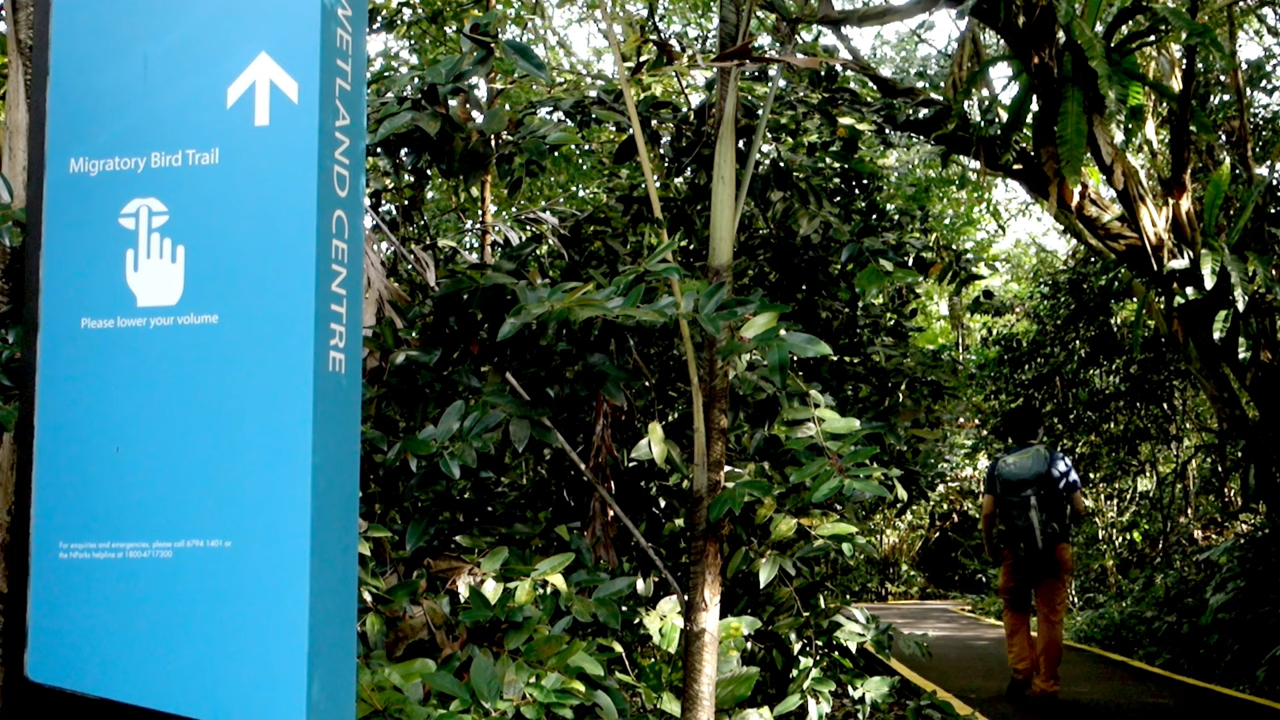 Migratory Bird Trail
Please lower your volume
For enquiries and emergencies, please call 6794 1401 or
the NParks helpline at 1800-4717300
WETLAND CENTRE